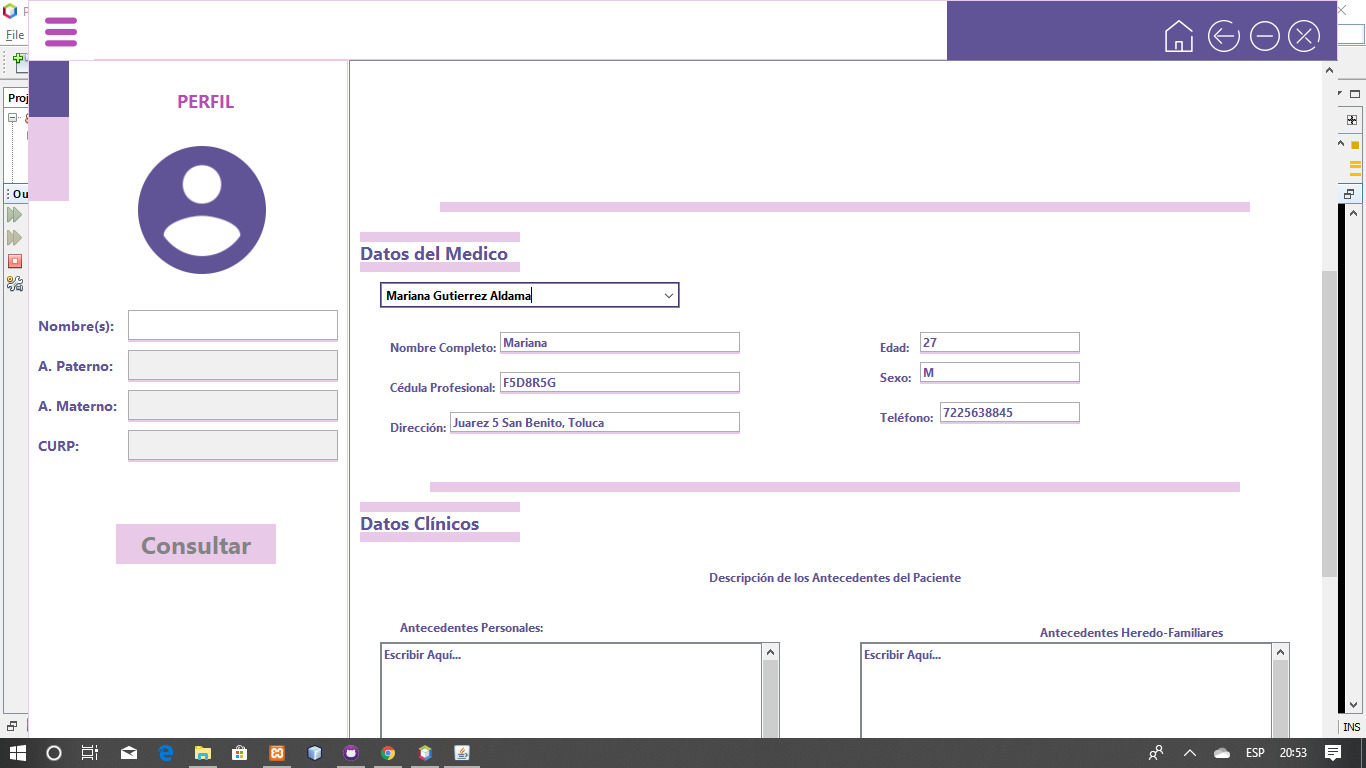 P
File
Proj
Ou
PERFIL
Nombre(s):
A. Paterno:
A. Materno:
CURP:
Consultar
Datos del Medico
Mariana Gutierrez Aldama
Nombre Completo: Mariana
Edad: 27
Sexo: M
Cédula Profesional: F5D8R5G
Teléfono: 7225638845
Dirección: Juarez 5 San Benito, Toluca
Datos Clínicos
Descripción de los Antecedentes del Paciente
Antecedentes Personales:
Antecedentes Heredo-Familiares
Escribir Aquí...
Escribir Aquí...
INS
ESP 20:53